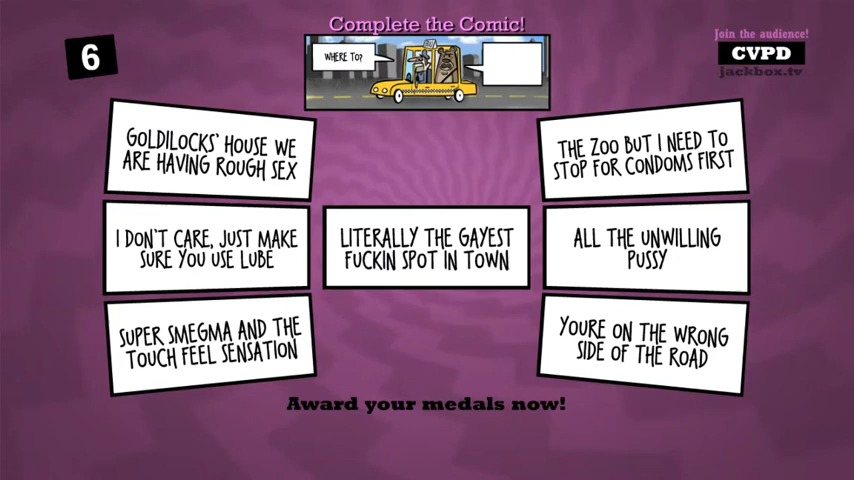 Complete the Comic!
Join the audience!
6
WHERE TO?
CVPD
jackbox.tv
GOLDILOCKS' HOUSE WE
ARE HAVING ROUGH SEX
THE ZOO BUT I NEED TO
STOP FOR CONDOMS FIRST
I DON'T CARE, JUST MAKE
SURE YOU USE LUBE
LITERALLY THE GAYEST
FUCKIN SPOT IN TOWN
ALL THE UNWILLING
PUSSY
SUPER SMEGMA AND THE
TOUCH FEEL SENSATION
YOURE ON THE WRONG
SIDE OF THE ROAD
Award your medals now!